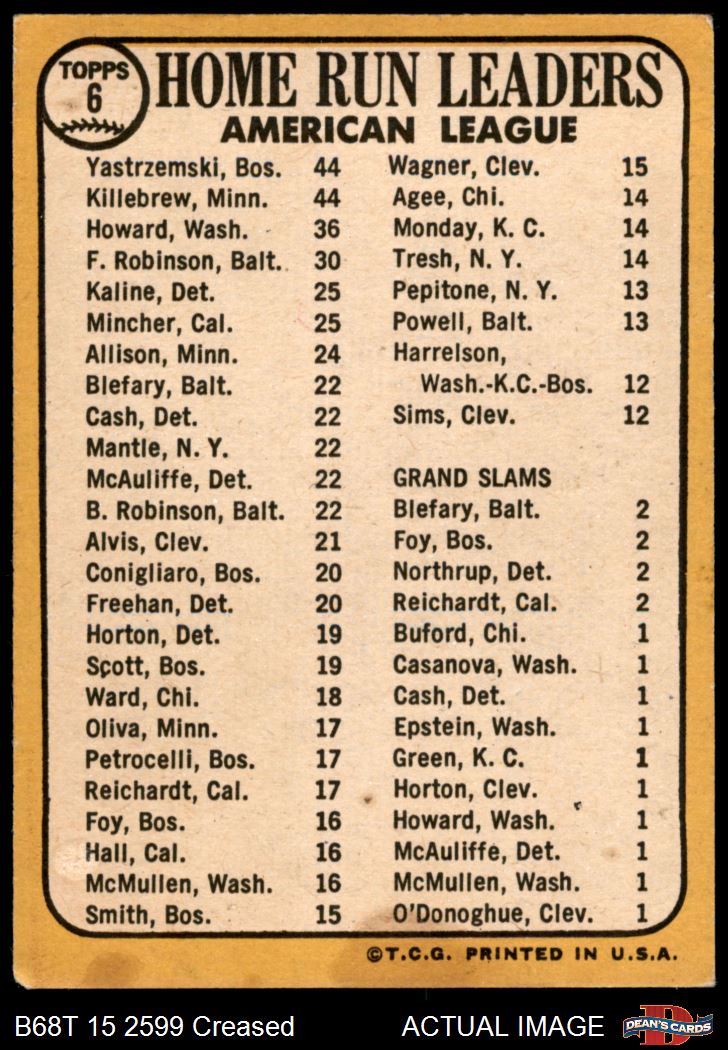 TOPPS
6
HOME RUN LEADERS
AMERICAN LEAGUE
Yastrzemski, Bos. 44
Killebrew, Minn. 44
Howard, Wash. 36
F. Robinson, Balt. 30
Kaline, Det. 25
Mincher, Cal. 25
Allison, Minn. 24
Blefary, Balt. 22
Cash, Det. 22
Mantle, N. Y. 22
McAuliffe, Det. 22
B. Robinson, Balt. 22
Alvis, Clev. 21
Conigliaro, Bos. 20
Freehan, Det. 20
Horton, Det. 19
Scott, Bos. 19
Ward, Chi. 18
Oliva, Minn. 17
Petrocelli, Bos. 17
Reichardt, Cal. 17
Foy, Bos. 16
Hall, Cal. 16
McMullen, Wash. 16
Smith, Bos. 15
Wagner, Clev. 15
Agee, Chi. 14
Monday, K. C. 14
Tresh, N. Y. 14
Pepitone, N. Y. 13
Powell, Balt. 13
Harrelson,
Wash.-K.C.-Bos. 12
Sims, Clev. 12
GRAND SLAMS
Blefary, Balt. 2
Foy, Bos. 2
Northrup, Det. 2
Reichardt, Cal. 2
Buford, Chi. 1
Casanova, Wash. 1
Cash, Det. 1
Epstein, Wash. 1
Green, K. C. 1
Horton, Clev. 1
Howard, Wash. 1
McAuliffe, Det. 1
McMullen, Wash. 1
O'Donoghue, Clev. 1
©T.C.G. PRINTED IN U.S.A.
B68T 15 2599 Creased ACTUAL IMAGE
D
DEAN'S CARDS